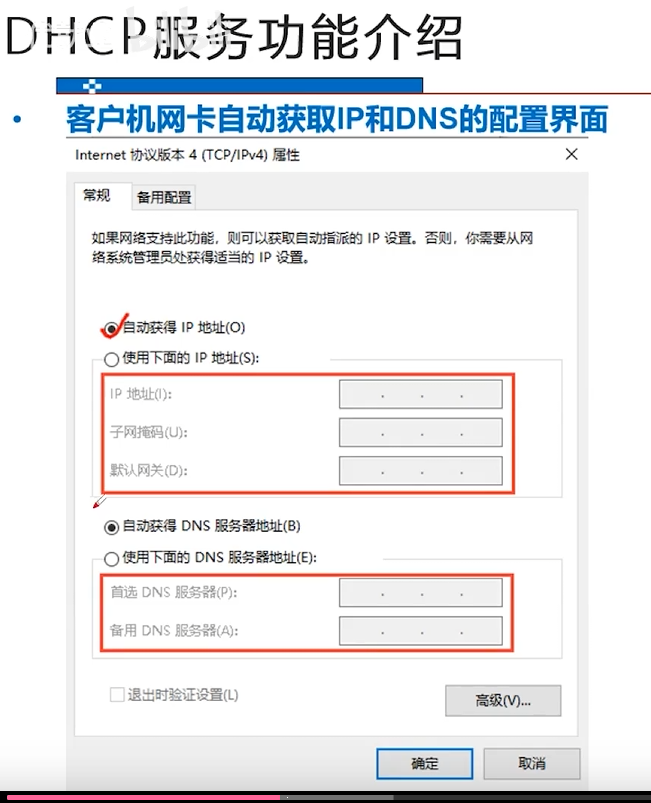 DHCP服务功能介绍
• 客户机网卡自动获取IP和DNS的配置界面
Internet 协议版本 4 (TCP/IPv4) 属性
常规 备用配置
如果网络支持此功能，则可以获取自动指派的 IP 设置。否则，你需要从网
络系统管理员处获得适当的 IP 设置。
自动获得 IP 地址(O)
使用下面的 IP 地址(S):
IP 地址(I):
子网掩码(U):
默认网关(D):
自动获得 DNS 服务器地址(B)
使用下面的 DNS 服务器地址(E):
首选 DNS 服务器(P):
备用 DNS 服务器(A):
退出时验证设置(L)
高级(V)...
确定 取消